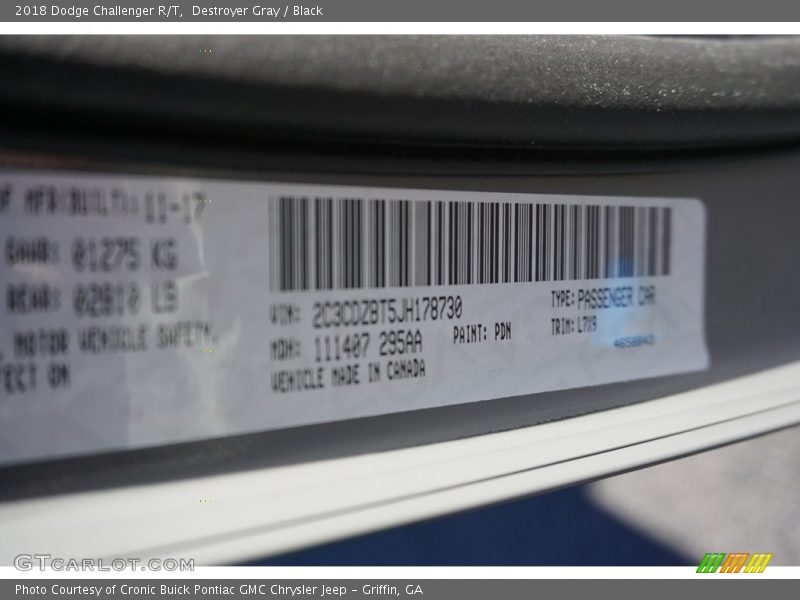 2018 Dodge Challenger R/T,  Destroyer Gray / Black
OF MFR(BUILT): 11-17
GAWR: 01275 KG
REAR: 02810 LB
MOTOR VEHICLE SAFETY
FECT ON
VIN: 2C3CDZBT5JH178730
MDH: 111407 295AA
PAINT: PDN
VEHICLE MADE IN CANADA
TYPE: PASSENGER CAR
TRIM: L7X9
GTCARLOT.COM
Photo Courtesy of Cronic Buick Pontiac GMC Chrysler Jeep - Griffin, GA